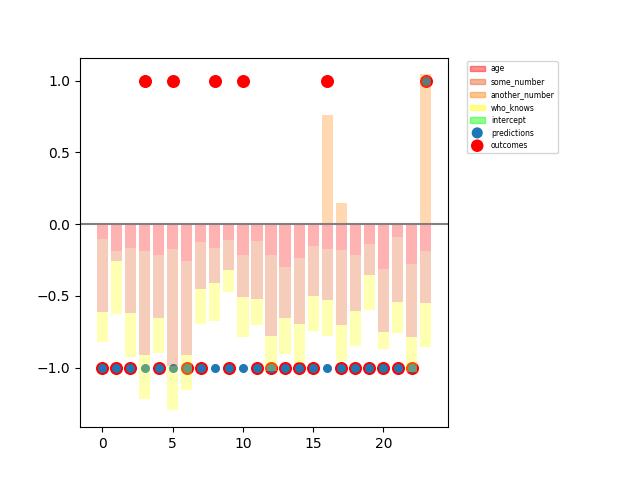 1.0
0.5
0.0
−0.5
−1.0
0
5
10
15
20
age
some_number
another_number
who_knows
intercept
predictions
outcomes